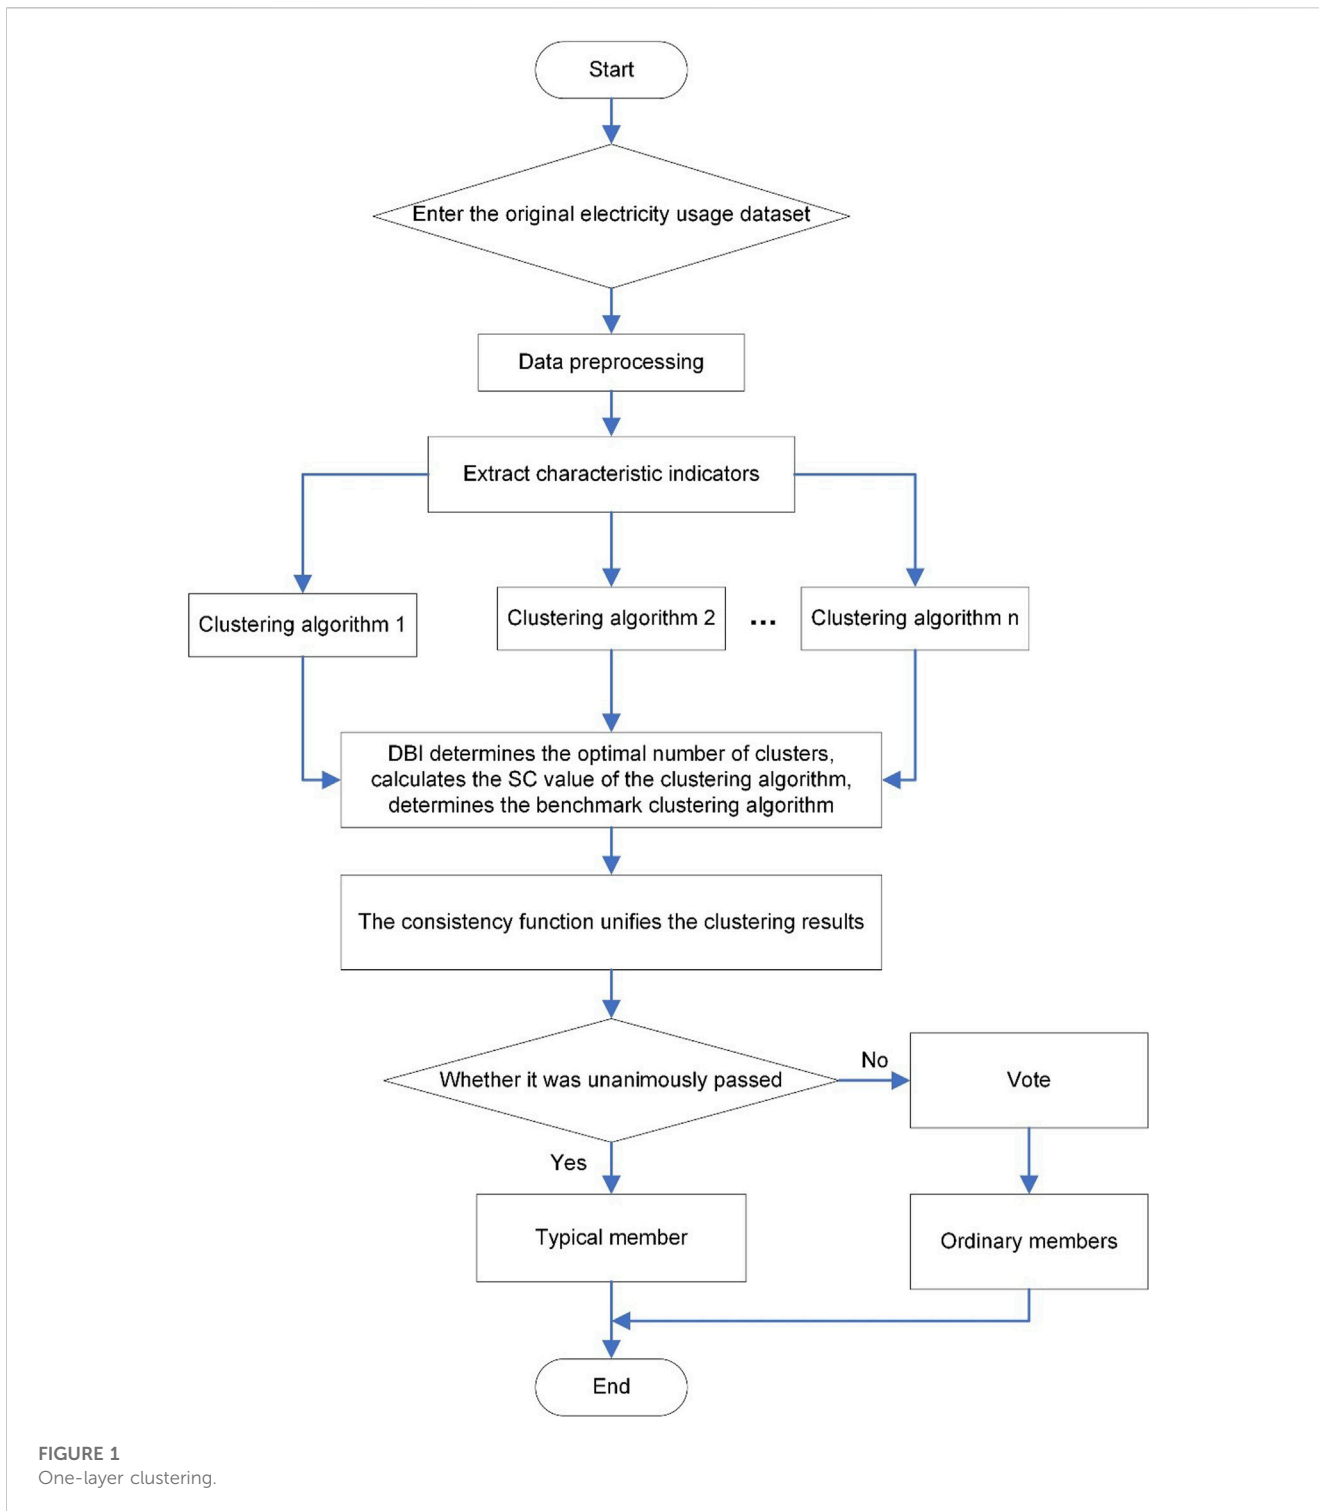 Start
Enter the original electricity usage dataset
Data preprocessing
Extract characteristic indicators
Clustering algorithm 1
Clustering algorithm 2
...
Clustering algorithm n
DBI determines the optimal number of clusters,
calculates the SC value of the clustering algorithm,
determines the benchmark clustering algorithm
The consistency function unifies the clustering results
Whether it was unanimously passed
No
Vote
Yes
Typical member
Ordinary members
End
FIGURE 1
One-layer clustering.